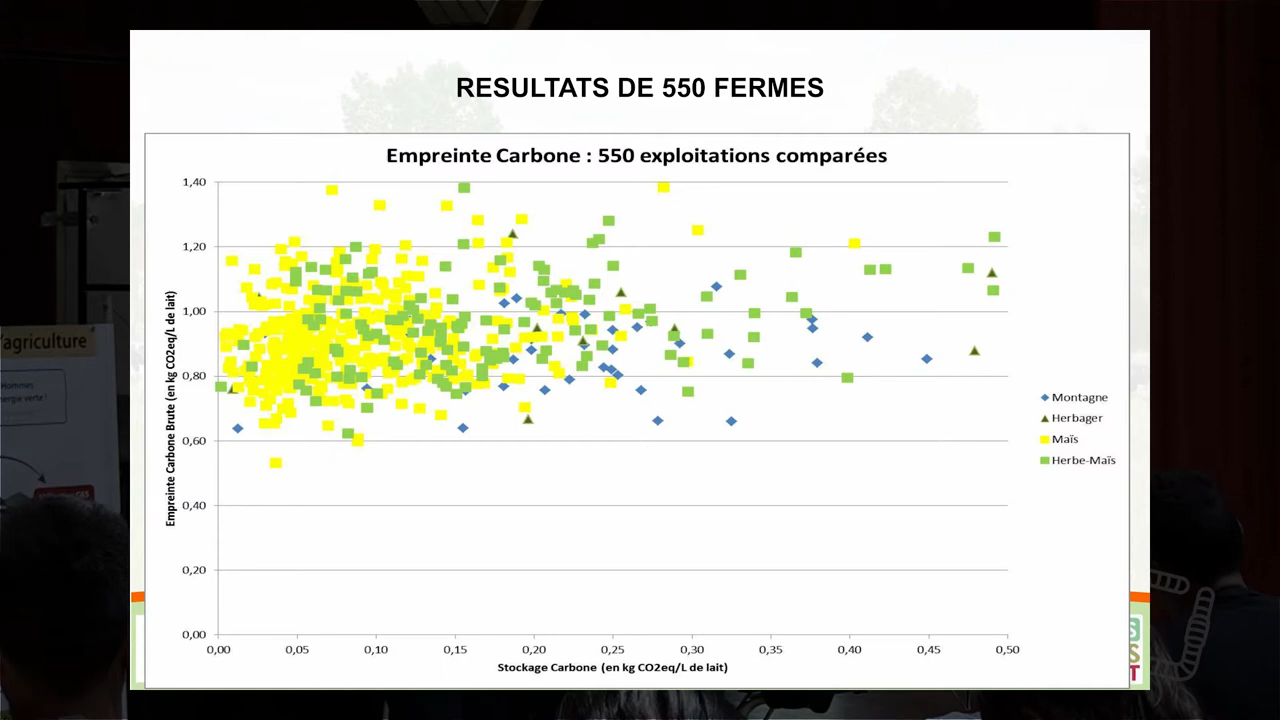 RESULTATS DE 550 FERMES
Empreinte Carbone : 550 exploitations comparées
1,40
1,20
1,00
0,80
0,60
0,40
0,20
0,00
Empreinte Carbone Brute (en kg CO2eq/L de lait)
0,00 0,05 0,10 0,15 0,20 0,25 0,30 0,35 0,40 0,45 0,50
Stockage Carbone (en kg CO2eq/L de lait)
Montagne
Herbager
Maïs
Herbe-Maïs
'agriculture
Hommes
ergie verte !
S
S
T